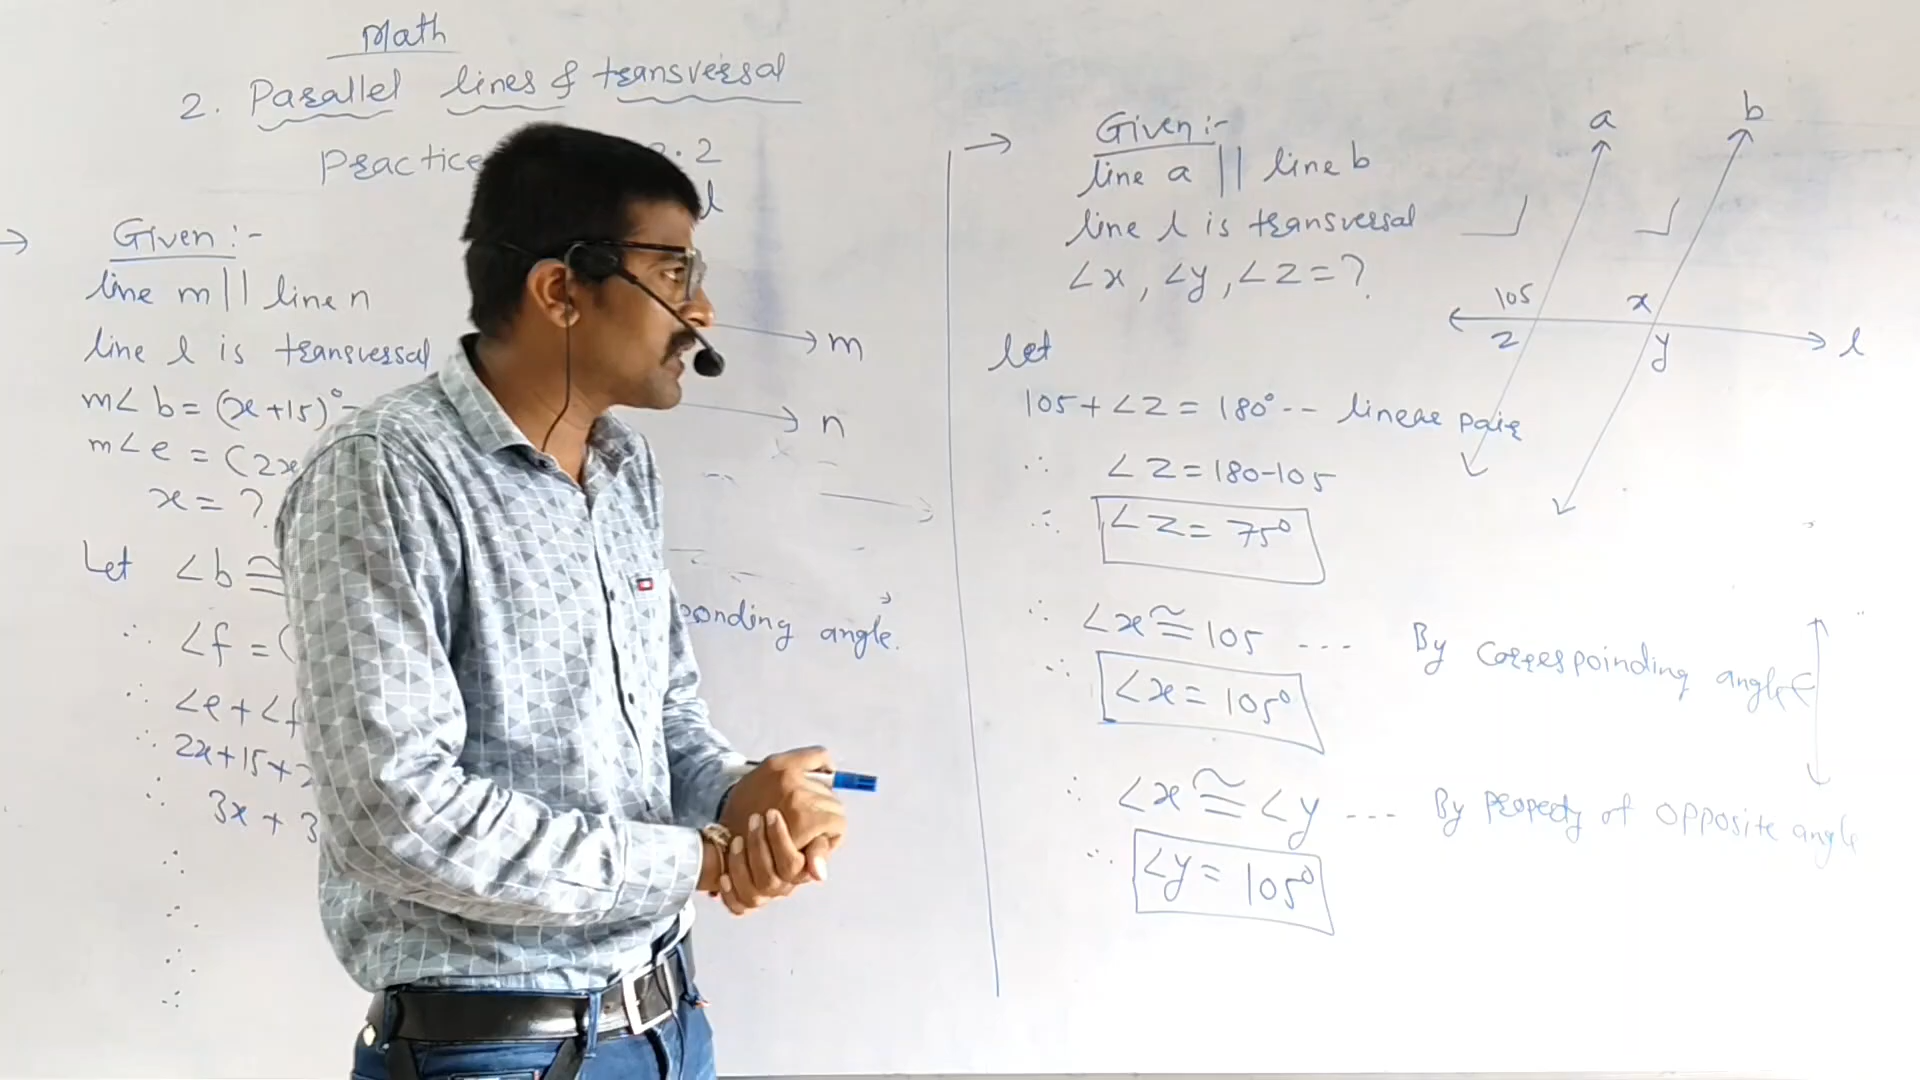 Math
2. Parallel lines & transversal
Practice 2.2
l
Given :-
line m || line n
line l is transversal
m∠b = (x+15)°
m∠e = (2x
x = ?
m
n
Let ∠b ≅
ponding angle.
∴ ∠f = (
∴ ∠e + ∠f
∴ 2x+15+
∴ 3x + 3
∴
∴
→ Given :-
line a || line b
line l is transversal
∠x, ∠y, ∠z = ?
let
105 + ∠z = 180° -- linear pair
∴ ∠z = 180-105
∴ ∠z = 75°
∴ ∠x ≅ 105 --- By correspoinding angle
∴ ∠x = 105°
∴ ∠x ≅ ∠y --- By property of opposite angle
∴ ∠y = 105°
a
b
105
x
z
y
l